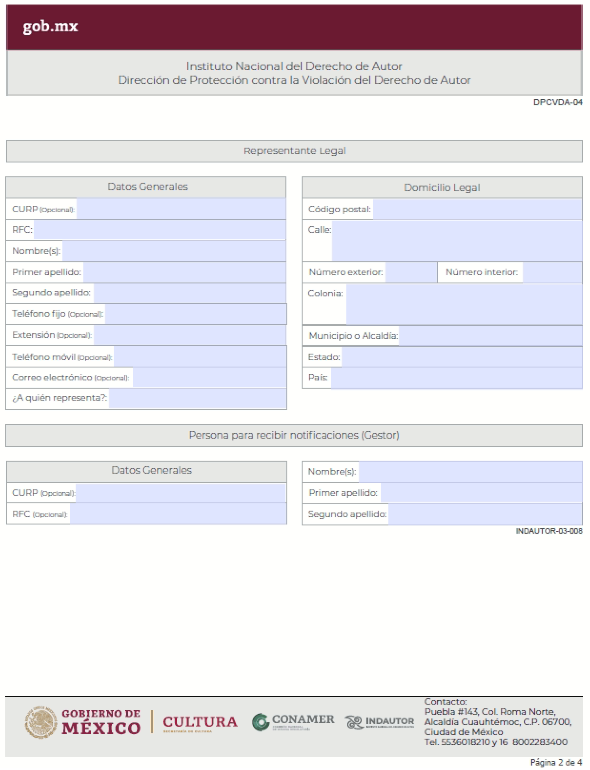 gob.mx
Instituto Nacional del Derecho de Autor
Dirección de Protección contra la Violación del Derecho de Autor
DPCVDA-04
Representante Legal
Datos Generales
CURP (Opcional):
RFC:
Nombre(s):
Primer apellido:
Segundo apellido:
Teléfono fijo (Opcional):
Extensión (Opcional):
Teléfono móvil (Opcional):
Correo electrónico (Opcional):
¿A quién representa?:
Domicilio Legal
Código postal:
Calle:
Número exterior: Número interior:
Colonia:
Municipio o Alcaldía:
Estado:
País:
Persona para recibir notificaciones (Gestor)
Datos Generales
CURP (Opcional):
RFC (Opcional):
Nombre(s):
Primer apellido:
Segundo apellido:
INDAUTOR-03-008
GOBIERNO DE
MÉXICO
CULTURA
CONAMER
INDAUTOR
Contacto:
Puebla #143, Col. Roma Norte,
Alcaldía Cuauhtémoc, C.P. 06700,
Ciudad de México
Tel. 5536018210 y 16 8002283400
Página 2 de 4